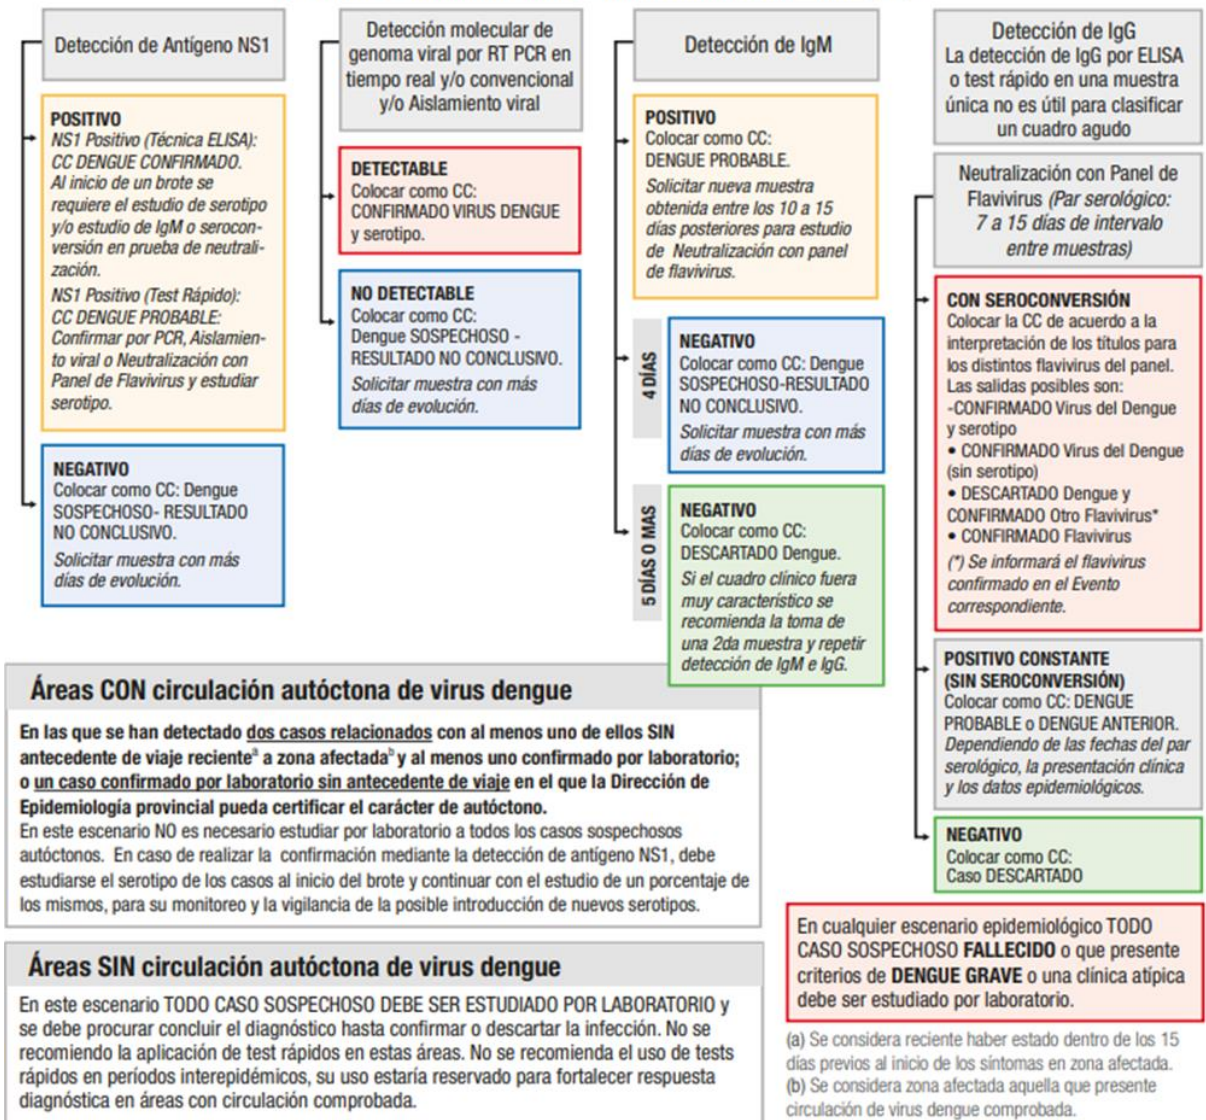 Detección de Antígeno NS1
POSITIVO
NS1 Positivo (Técnica ELISA):
CC DENGUE CONFIRMADO.
Al inicio de un brote se
requiere el estudio de serotipo
y/o estudio de IgM o serocon-
versión en prueba de neutrali-
zación.
NS1 Positivo (Test Rápido):
CC DENGUE PROBABLE:
Confirmar por PCR, Aislamien-
to viral o Neutralización con
Panel de Flavivirus y estudiar
serotipo.
NEGATIVO
Colocar como CC: Dengue
SOSPECHOSO- RESULTADO
NO CONCLUSIVO.
Solicitar muestra con más
días de evolución.
Detección molecular de
genoma viral por RT PCR en
tiempo real y/o convencional
y/o Aislamiento viral
DETECTABLE
Colocar como CC:
CONFIRMADO VIRUS DENGUE
y serotipo.
NO DETECTABLE
Colocar como CC:
Dengue SOSPECHOSO -
RESULTADO NO CONCLUSIVO.
Solicitar muestra con más
días de evolución.
Detección de IgM
POSITIVO
Colocar como CC:
DENGUE PROBABLE.
Solicitar nueva muestra
obtenida entre los 10 a 15
días posteriores para estudio
de Neutralización con panel
de flavivirus.
4 DÍAS
NEGATIVO
Colocar como CC: Dengue
SOSPECHOSO-RESULTADO
NO CONCLUSIVO.
Solicitar muestra con más
días de evolución.
5 DÍAS O MAS
NEGATIVO
Colocar como CC:
DESCARTADO Dengue.
Si el cuadro clínico fuera
muy característico se
recomienda la toma de
una 2da muestra y repetir
detección de IgM e IgG.
Detección de IgG
La detección de IgG por ELISA
o test rápido en una muestra
única no es útil para clasificar
un cuadro agudo
Neutralización con Panel de
Flavivirus (Par serológico:
7 a 15 días de intervalo
entre muestras)
CON SEROCONVERSIÓN
Colocar la CC de acuerdo a la
interpretación de los títulos para
los distintos flavivirus del panel.
Las salidas posibles son:
-CONFIRMADO Virus del Dengue
y serotipo
• CONFIRMADO Virus del Dengue
(sin serotipo)
• DESCARTADO Dengue y
CONFIRMADO Otro Flavivirus*
• CONFIRMADO Flavivirus
(*) Se informará el flavivirus
confirmado en el Evento
correspondiente.
POSITIVO CONSTANTE
(SIN SEROCONVERSIÓN)
Colocar como CC: DENGUE
PROBABLE o DENGUE ANTERIOR.
Dependiendo de las fechas del par
serológico, la presentación clínica
y los datos epidemiológicos.
NEGATIVO
Colocar como CC:
Caso DESCARTADO
Áreas CON circulación autóctona de virus dengue
En las que se han detectado dos casos relacionados con al menos uno de ellos SIN
antecedente de viaje reciente a zona afectada y al menos uno confirmado por laboratorio;
o un caso confirmado por laboratorio sin antecedente de viaje en el que la Dirección de
Epidemiología provincial pueda certificar el carácter de autóctono.
En este escenario NO es necesario estudiar por laboratorio a todos los casos sospechosos
autóctonos. En caso de realizar la confirmación mediante la detección de antígeno NS1, debe
estudiarse el serotipo de los casos al inicio del brote y continuar con el estudio de un porcentaje de
los mismos, para su monitoreo y la vigilancia de la posible introducción de nuevos serotipos.
Áreas SIN circulación autóctona de virus dengue
En este escenario TODO CASO SOSPECHOSO DEBE SER ESTUDIADO POR LABORATORIO y
se debe procurar concluir el diagnóstico hasta confirmar o descartar la infección. No se
recomiendo la aplicación de test rápidos en estas áreas. No se recomienda el uso de tests
rápidos en períodos interepidémicos, su uso estaría reservado para fortalecer respuesta
diagnóstica en áreas con circulación comprobada.
En cualquier escenario epidemiológico TODO
CASO SOSPECHOSO FALLECIDO o que presente
criterios de DENGUE GRAVE o una clínica atípica
debe ser estudiado por laboratorio.
(a) Se considera reciente haber estado dentro de los 15
días previos al inicio de los síntomas en zona afectada.
(b) Se considera zona afectada aquella que presente
circulación de virus dengue comprobada.